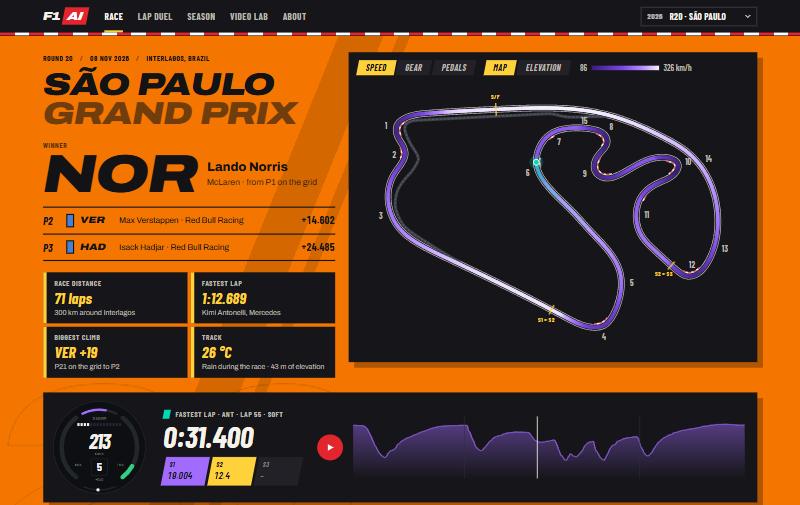 F1 AI
RACE LAP DUEL SEASON VIDEO LAB ABOUT
2026 R20 · SÃO PAULO
ROUND 20 / 08 NOV 2026 / INTERLAGOS, BRAZIL
SÃO PAULO
GRAND PRIX
WINNER
NOR
Lando Norris
McLaren · from P1 on the grid
P2 VER Max Verstappen · Red Bull Racing +14.602
P3 HAD Isack Hadjar · Red Bull Racing +24.485
RACE DISTANCE
71 laps
300 km around Interlagos
FASTEST LAP
1:12.689
Kimi Antonelli, Mercedes
BIGGEST CLIMB
VER +19
P21 on the grid to P2
TRACK
26 °C
Rain during the race · 43 m of elevation
SPEED GEAR PEDALS MAP ELEVATION 86 326 km/h
S/F
1
2
3
4
5
6
7
8
9
10
11
12
13
14
15
S1 • S2
S2 • S3
213
5
FASTEST LAP · ANT · LAP 55 · SOFT
0:31.400
S1
18.004
S2
12.4
S3
–